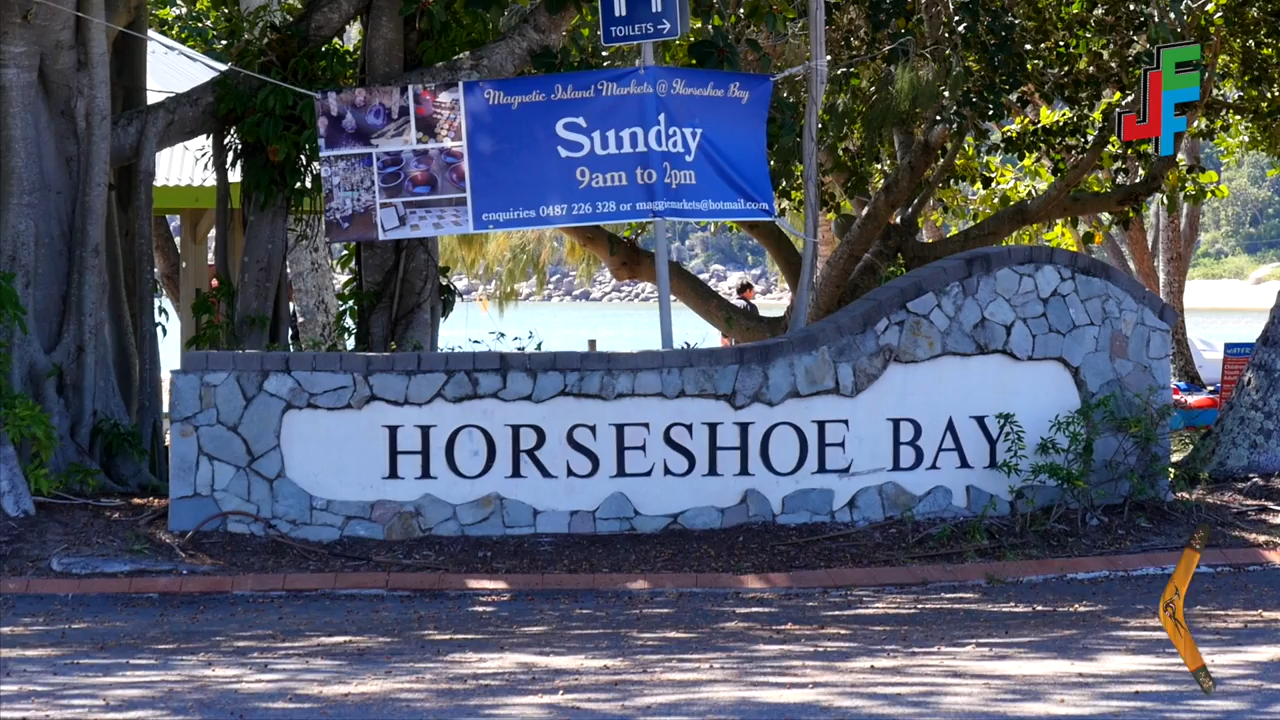 TOILETS →
Magnetic Island Markets @ Horseshoe Bay
Sunday
9am to 2pm
enquiries 0487 226 328 or maggiemarkets@hotmail.com
JF
HORSESHOE BAY